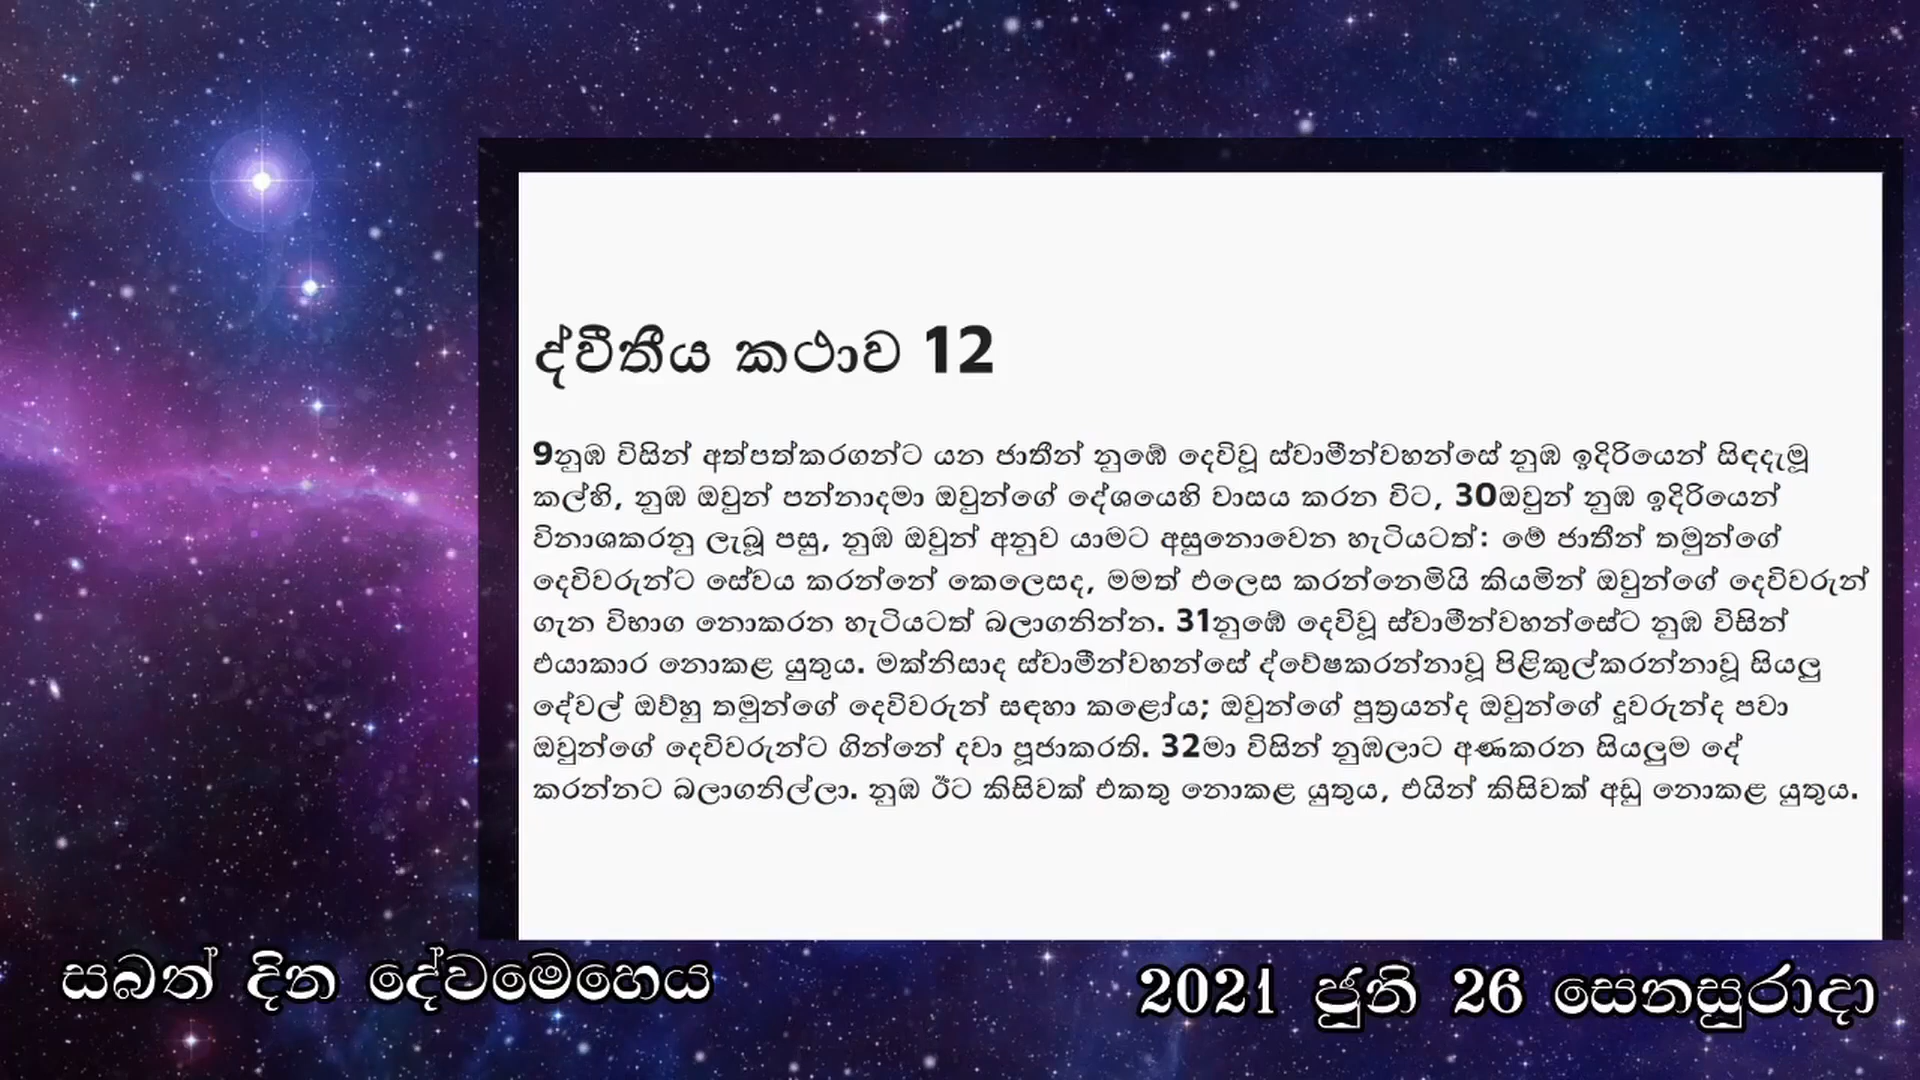 ද්වීතීය කථාව 12
9නුඹ විසින් අත්පත්කරගන්ට යන ජාතීන් නුඹේ දෙවිවූ ස්වාමීන්වහන්සේ නුඹ ඉදිරියෙන් සිඳදැමූ
කල්හි, නුඹ ඔවුන් පන්නාදමා ඔවුන්ගේ දේශයෙහි වාසය කරන විට, 30ඔවුන් නුඹ ඉදිරියෙන්
විනාශකරනු ලැබූ පසු, නුඹ ඔවුන් අනුව යාමට අසුනොවෙන හැටියටත්: මේ ජාතීන් තමුන්ගේ
දෙවිවරුන්ට සේවය කරන්නේ කෙලෙසද, මමත් එලෙස කරන්නෙමියි කියමින් ඔවුන්ගේ දෙවිවරුන්
ගැන විභාග නොකරන හැටියටත් බලාගනින්න. 31නුඹේ දෙවිවූ ස්වාමීන්වහන්සේට නුඹ විසින්
එයාකාර නොකළ යුතුය. මක්නිසාද ස්වාමීන්වහන්සේ ද්වේෂකරන්නාවූ පිළිකුල්කරන්නාවූ සියලු
දේවල් ඔව්හු තමුන්ගේ දෙවිවරුන් සඳහා කළෝය; ඔවුන්ගේ පුත්‍රයන්ද ඔවුන්ගේ දූවරුන්ද පවා
ඔවුන්ගේ දෙවිවරුන්ට ගින්නේ දවා පූජාකරති. 32මා විසින් නුඹලාට අණකරන සියලුම දේ
කරන්නට බලාගනිල්ලා. නුඹ ඊට කිසිවක් එකතු නොකළ යුතුය, එයින් කිසිවක් අඩු නොකළ යුතුය.
සබත් දින දේවමෙහෙය
2021 ජුනි 26 සෙනසුරාදා